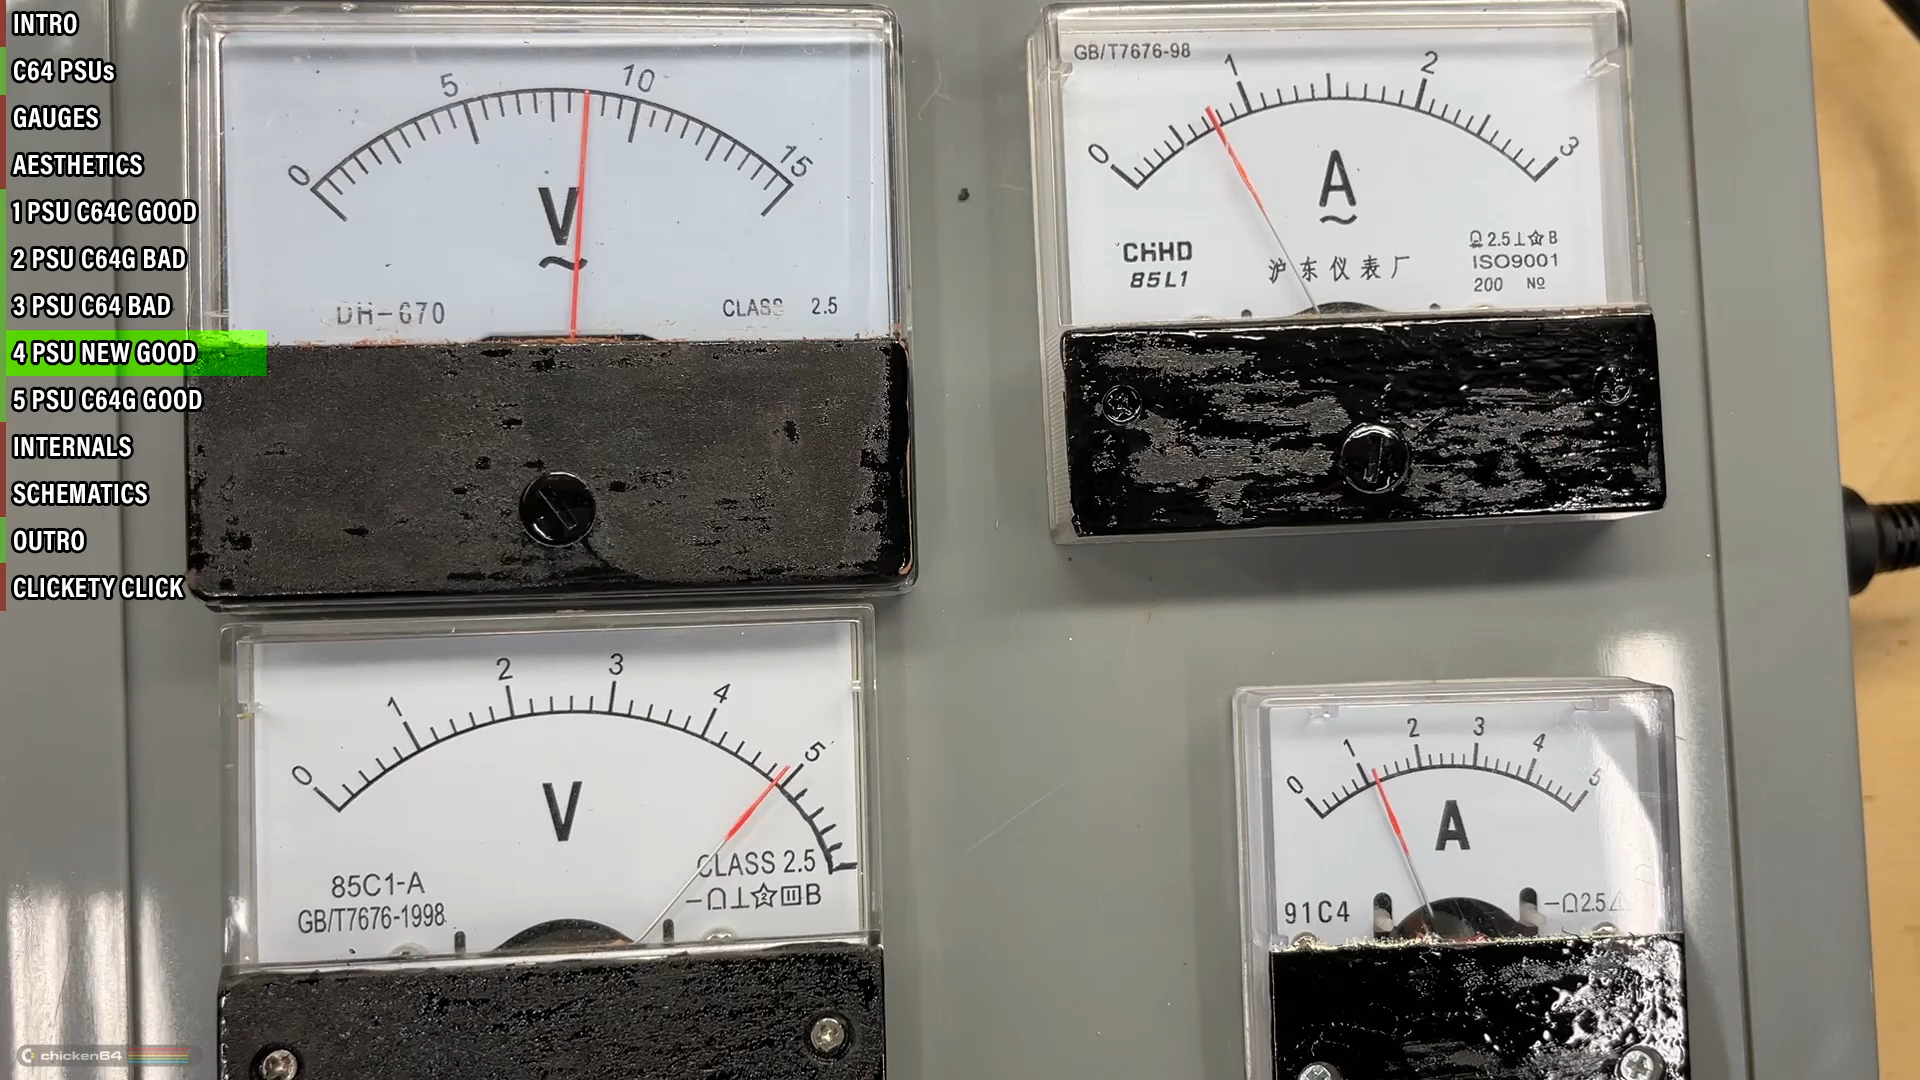 INTRO
C64 PSUs
GAUGES
AESTHETICS
1 PSU C64C GOOD
2 PSU C64G BAD
3 PSU C64 BAD
4 PSU NEW GOOD
5 PSU C64G GOOD
INTERNALS
SCHEMATICS
OUTRO
CLICKETY CLICK
0 5 10 15
V
DH-670
CLASS 2.5
GB/T7676-98
0 1 2 3
A
CHHD
85L1
沪东仪表厂
2.5 B
ISO9001
200 Nº
0 1 2 3 4 5
V
85C1-A
GB/T7676-1998
CLASS 2.5
B
0 1 2 3 4 5
A
91C4
2.5
chicken64